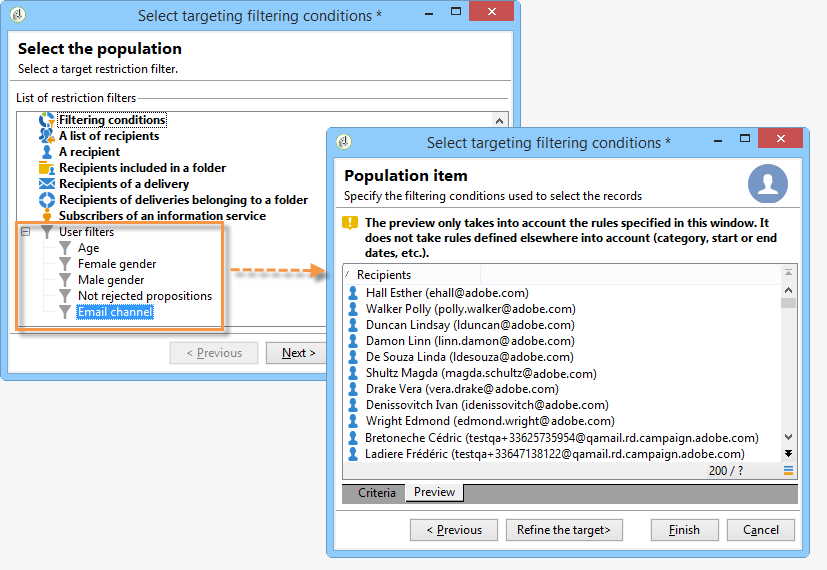 Select targeting filtering conditions *
Select the population
Select a target restriction filter.
List of restriction filters
Filtering conditions
A list of recipients
A recipient
Recipients included in a folder
Recipients of a delivery
Recipients of deliveries belonging to a folder
Subscribers of an information service
User filters
Age
Female gender
Male gender
Not rejected propositions
Email channel
< Previous
Next >
Select targeting filtering conditions *
Population item
Specify the filtering conditions used to select the records
The preview only takes into account the rules specified in this window. It
does not take rules defined elsewhere into account (category, start or end
dates, etc.).
Recipients
Hall Esther (ehall@adobe.com)
Walker Polly (polly.walker@adobe.com)
Duncan Lindsay (lduncan@adobe.com)
Damon Linn (linn.damon@adobe.com)
De Souza Linda (ldesouza@adobe.com)
Shultz Magda (magda.schultz@adobe.com)
Drake Vera (vera.drake@adobe.com)
Denissovitch Ivan (idenissovitch@adobe.com)
Wright Edmond (edmond.wright@adobe.com)
Bretoneche Cédric (testqa+33625735954@qamail.rd.campaign.adobe.com)
Ladiere Frédéric (testqa+33647138122@qamail.rd.campaign.adobe.com)
200 / ?
Criteria
Preview
< Previous
Refine the target>
Finish
Cancel